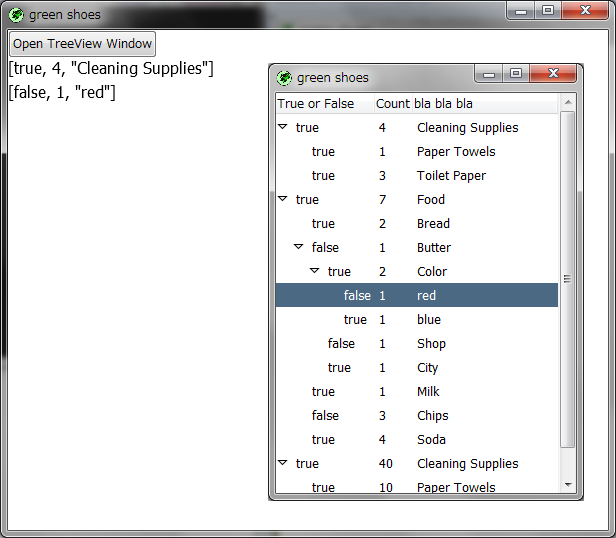 green shoes
Open TreeView Window
[true, 4, "Cleaning Supplies"]
[false, 1, "red"]
green shoes
True or False Count bla bla bla
true 4 Cleaning Supplies
true 1 Paper Towels
true 3 Toilet Paper
true 7 Food
true 2 Bread
false 1 Butter
true 2 Color
false 1 red
true 1 blue
false 1 Shop
true 1 City
true 1 Milk
false 3 Chips
true 4 Soda
true 40 Cleaning Supplies
true 10 Paper Towels